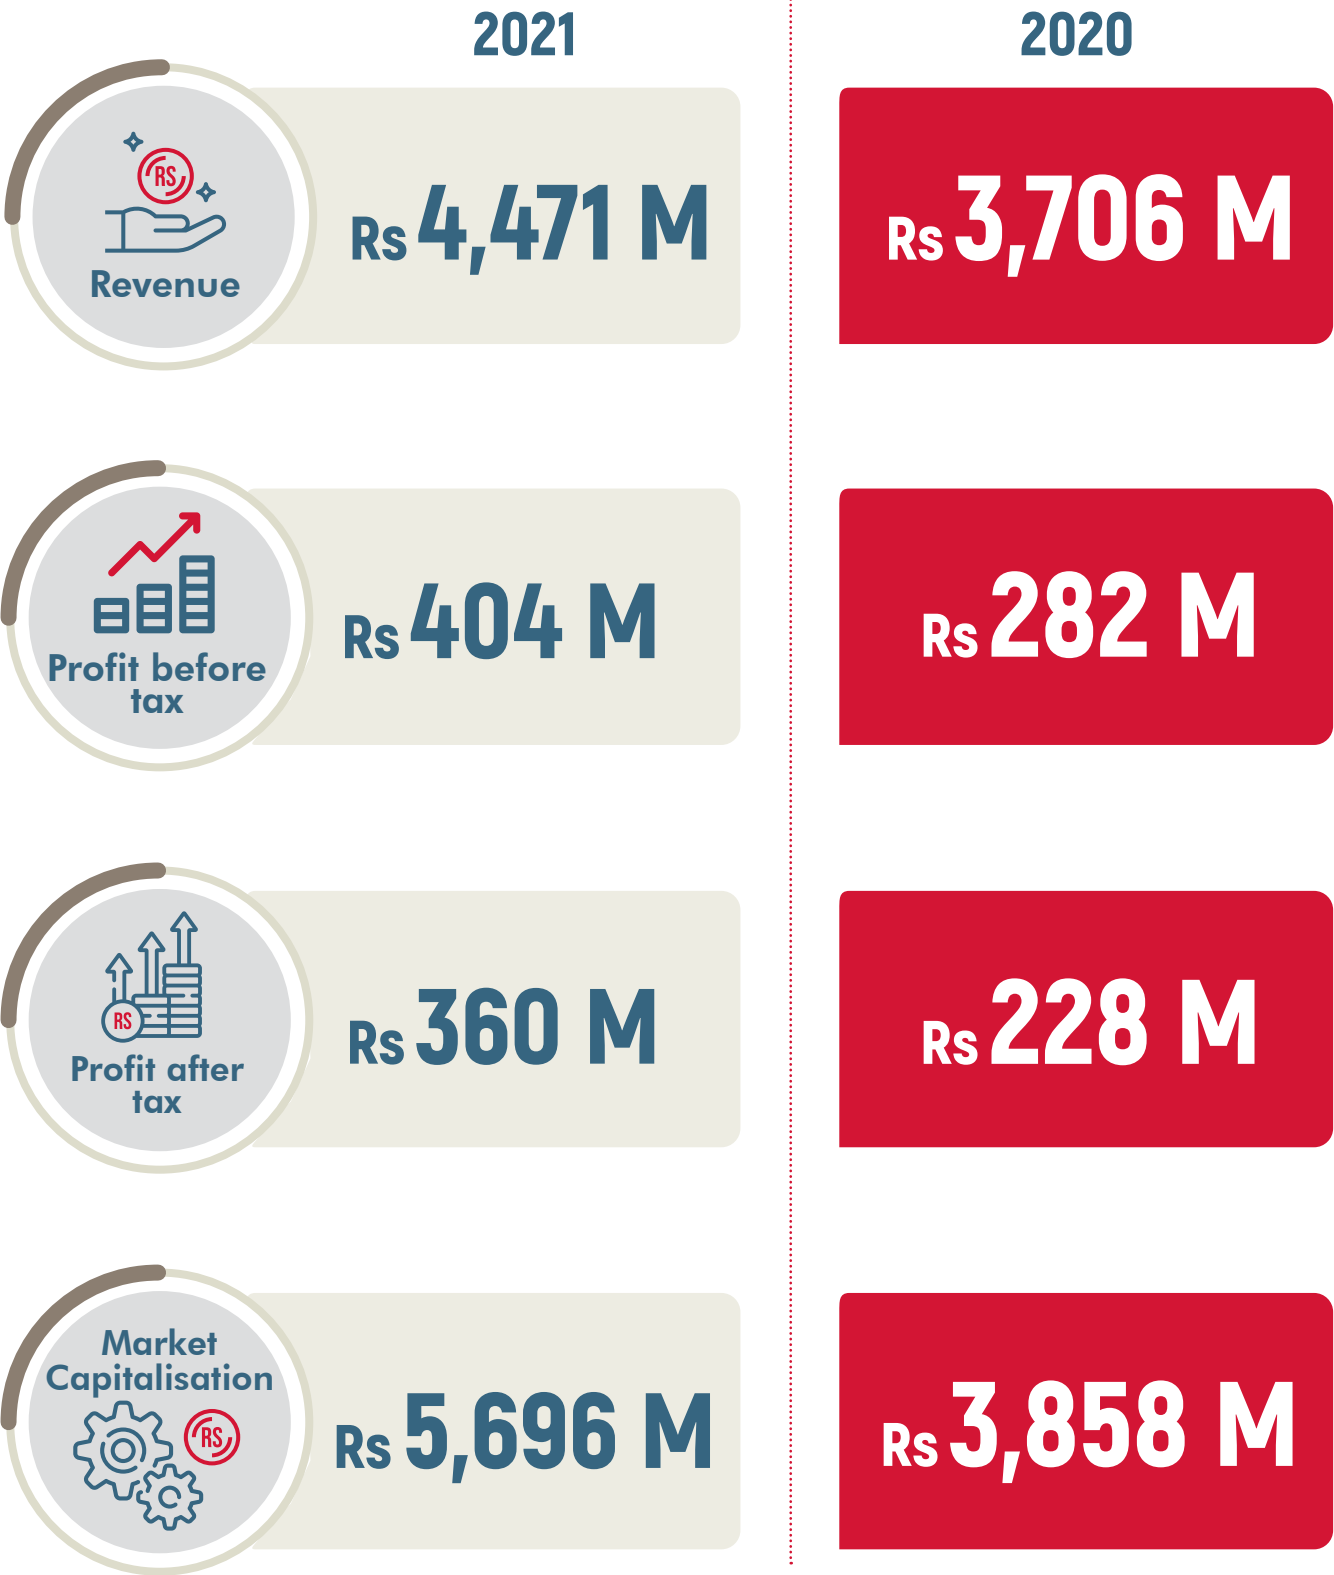 2021
2020
RS
Revenue
Rs 4,471 M
Rs 3,706 M
Profit before
tax
Rs 404 M
Rs 282 M
RS
Profit after
tax
Rs 360 M
Rs 228 M
Market
Capitalisation
RS
Rs 5,696 M
Rs 3,858 M